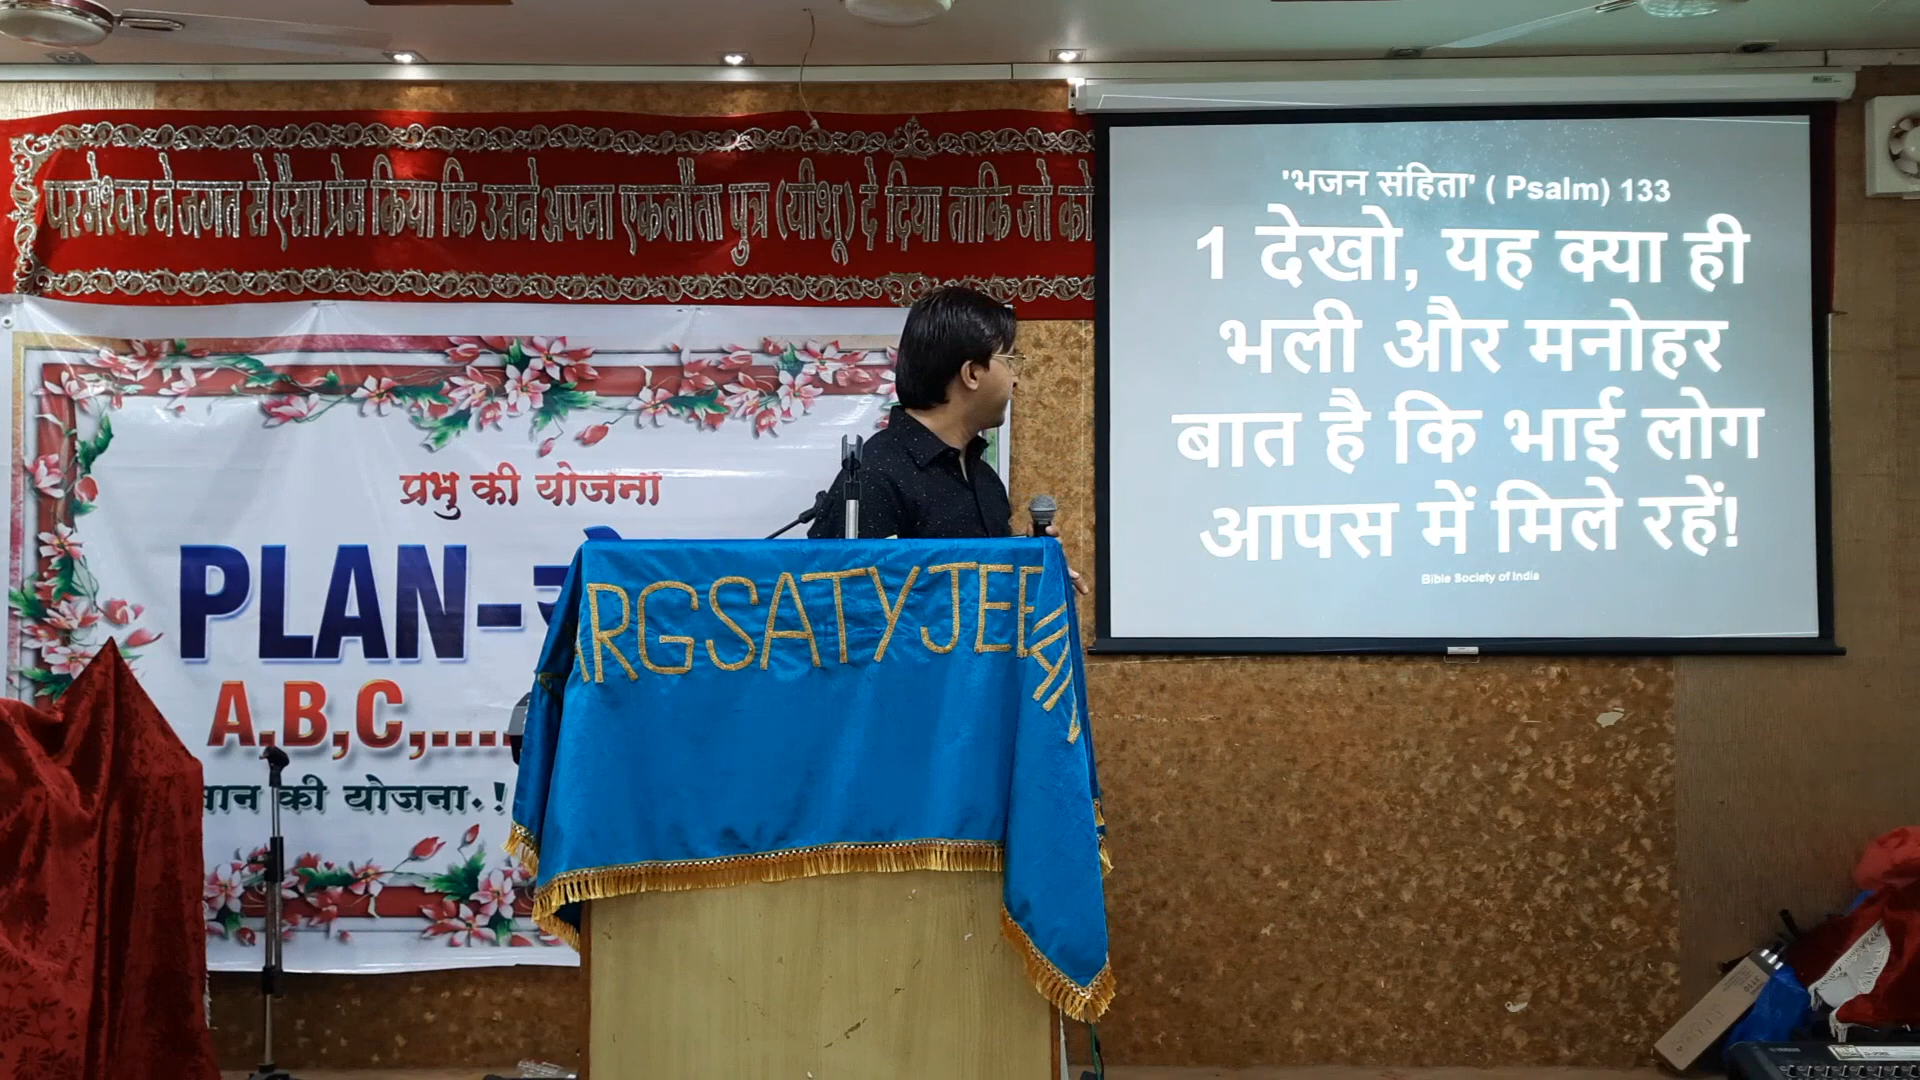 परमेश्वर ने जगत से ऐसा प्रेम किया कि उसने अपना एकलौता पुत्र (यीशू) दे दिया ताकि जो को
'भजन संहिता' ( Psalm) 133
1 देखो, यह क्या ही
भली और मनोहर
बात है कि भाई लोग
आपस में मिले रहें!
Bible Society of India
प्रभु की योजना
PLAN-
A,B,C,....
की योजना.!
ARGSATYJEE